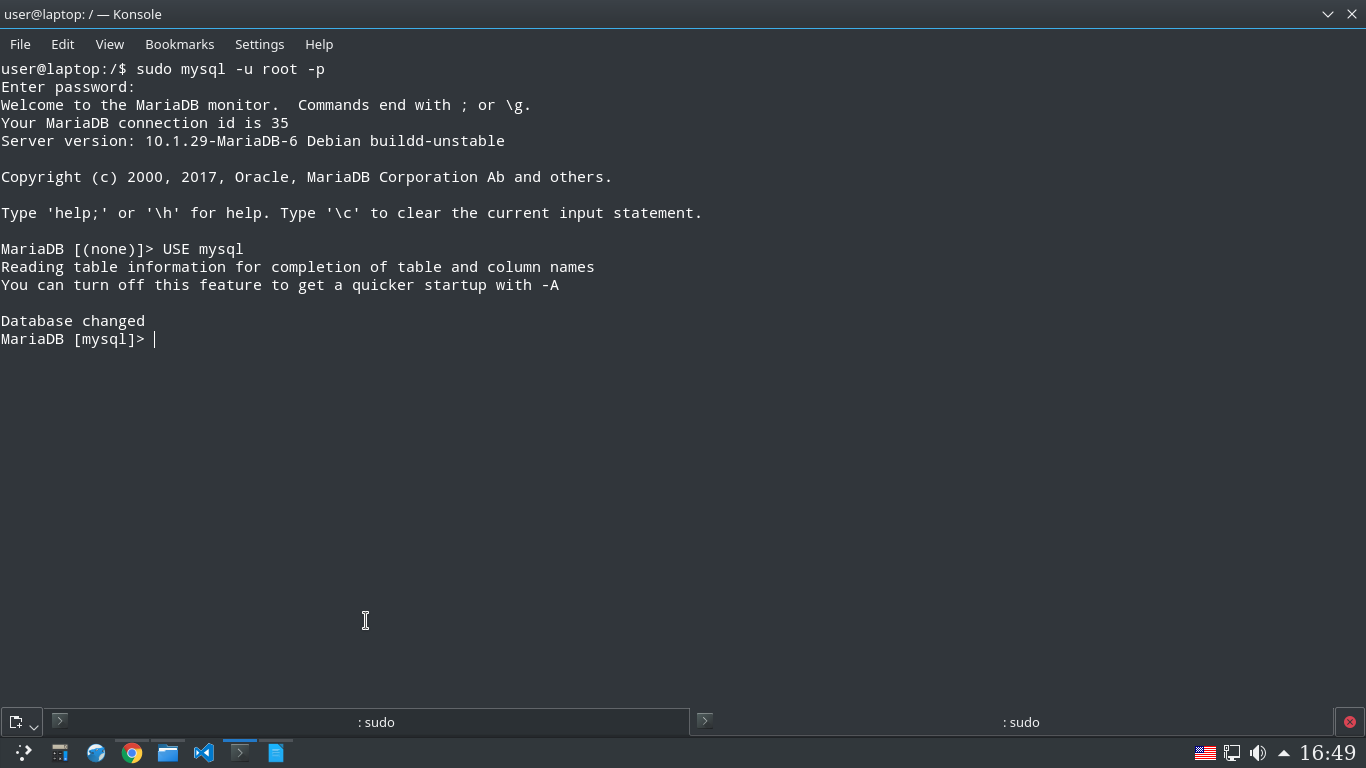 user@laptop: / — Konsole
File Edit View Bookmarks Settings Help
user@laptop:/$ sudo mysql -u root -p
Enter password:
Welcome to the MariaDB monitor.  Commands end with ; or \g.
Your MariaDB connection id is 35
Server version: 10.1.29-MariaDB-6 Debian buildd-unstable
Copyright (c) 2000, 2017, Oracle, MariaDB Corporation Ab and others.
Type 'help;' or '\h' for help. Type '\c' to clear the current input statement.
MariaDB [(none)]> USE mysql
Reading table information for completion of table and column names
You can turn off this feature to get a quicker startup with -A
Database changed
MariaDB [mysql]>
: sudo : sudo
16:49